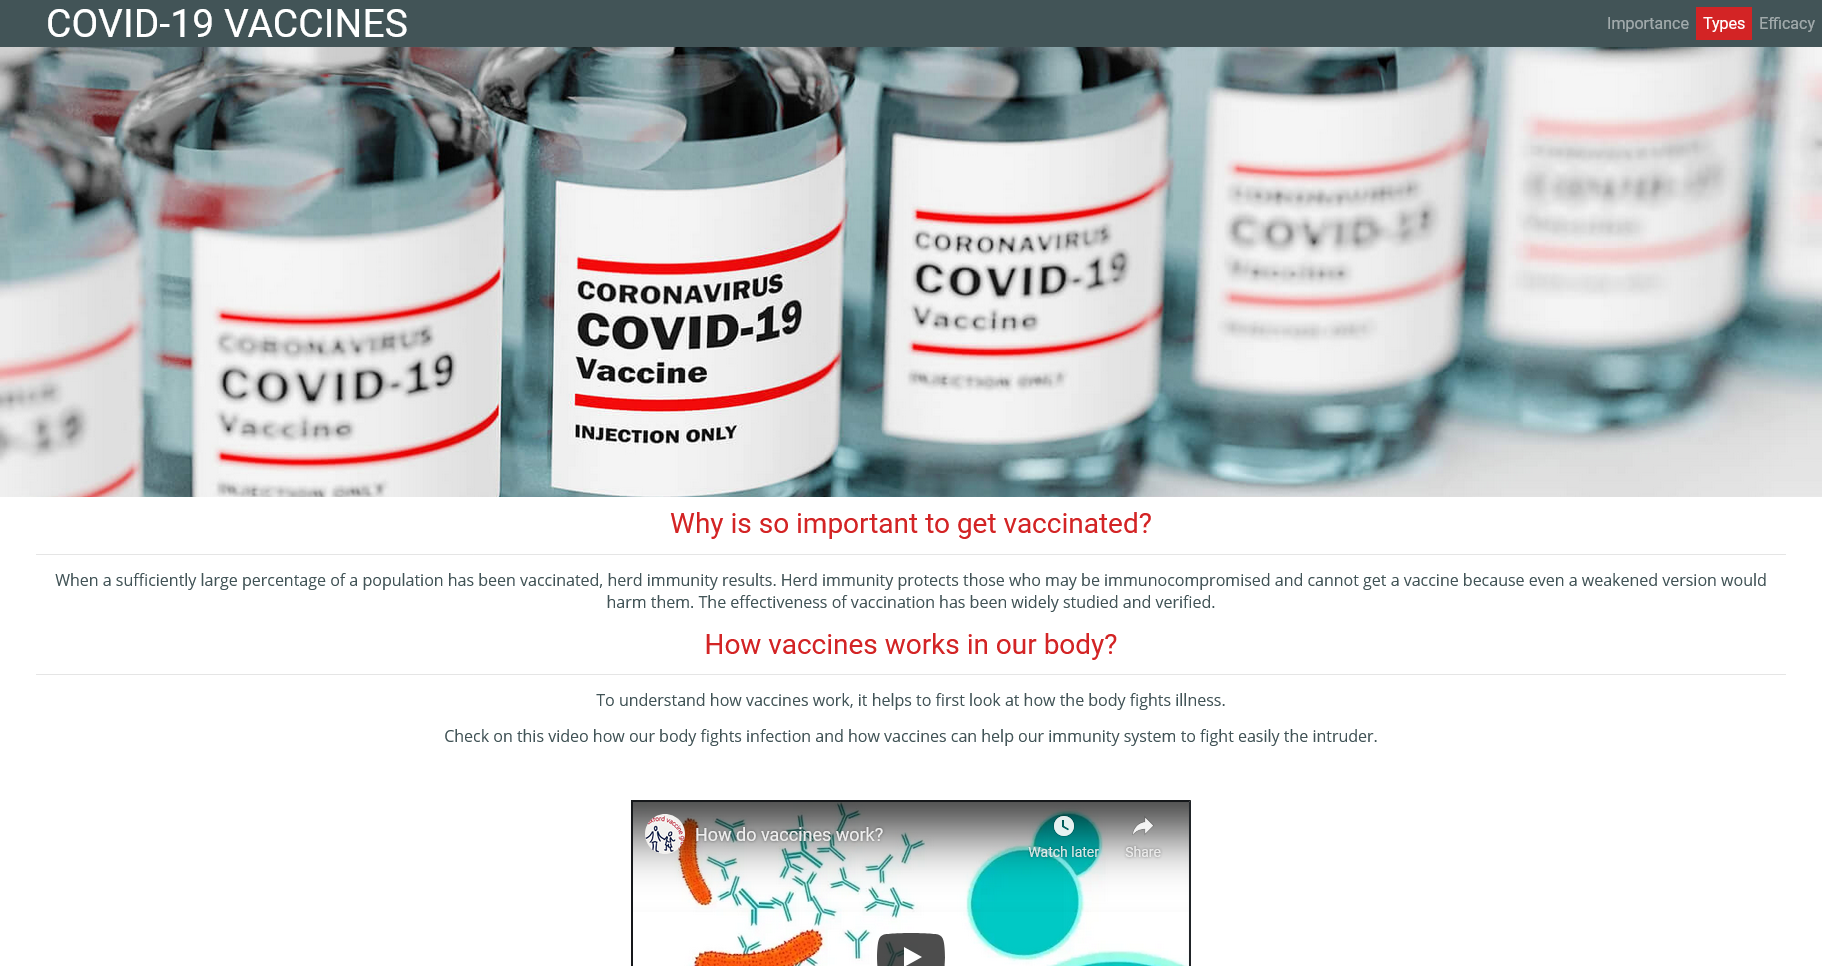 COVID-19 VACCINES
Importance
Types
Efficacy
CORONAVIRUS
COVID-19
Vaccine
INJECTION ONLY
CORONAVIRUS
COVID-19
Vaccine
INJECTION ONLY
CORONAVIRUS
COVID-19
Vaccine
INJECTION ONLY
CORONAVIRUS
COVID-19
Vaccine
Why is so important to get vaccinated?
When a sufficiently large percentage of a population has been vaccinated, herd immunity results. Herd immunity protects those who may be immunocompromised and cannot get a vaccine because even a weakened version would
harm them. The effectiveness of vaccination has been widely studied and verified.
How vaccines works in our body?
To understand how vaccines work, it helps to first look at how the body fights illness.
Check on this video how our body fights infection and how vaccines can help our immunity system to fight easily the intruder.
How do vaccines work?
Watch later
Share